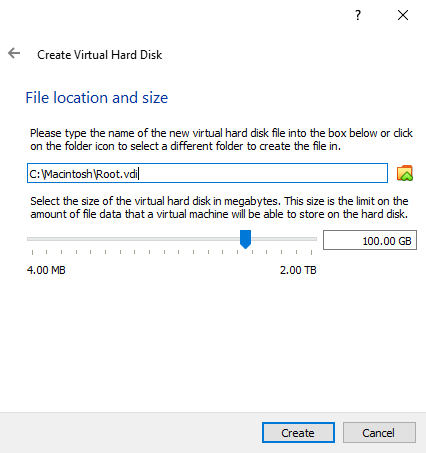 ?
Create Virtual Hard Disk
File location and size
Please type the name of the new virtual hard disk file into the box below or click
on the folder icon to select a different folder to create the file in.
C:\Macintosh\Root.vdi
Select the size of the virtual hard disk in megabytes. This size is the limit on the
amount of file data that a virtual machine will be able to store on the hard disk.
100.00 GB
4.00 MB 2.00 TB
Create Cancel